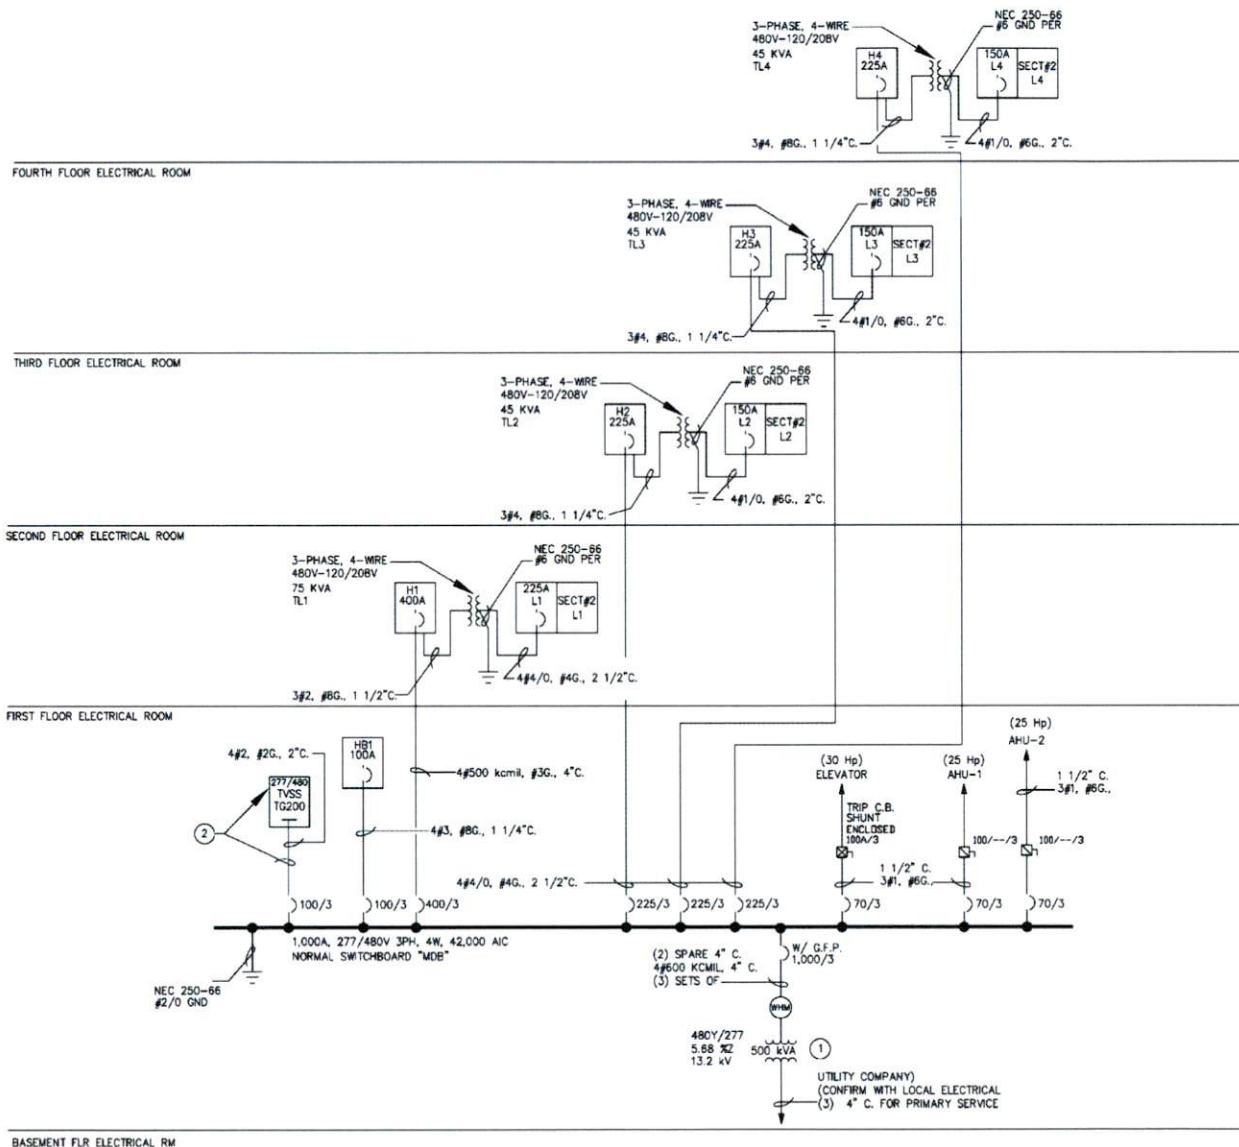 3-PHASE, 4-WIRE
480V-120/208V
45 KVA
TL4
NEC 250-66
#6 GND PER
H4
225A
150A
L4
SECT#2
L4
3#4, #8G., 1 1/4"C.
4#1/0, #6G., 2"C.
FOURTH FLOOR ELECTRICAL ROOM
3-PHASE, 4-WIRE
480V-120/208V
45 KVA
TL3
NEC 250-66
#6 GND PER
H3
225A
150A
L3
SECT#2
L3
3#4, #8G., 1 1/4"C.
4#1/0, #6G., 2"C.
THIRD FLOOR ELECTRICAL ROOM
3-PHASE, 4-WIRE
480V-120/208V
45 KVA
TL2
NEC 250-66
#6 GND PER
H2
225A
150A
L2
SECT#2
L2
3#4, #8G., 1 1/4"C.
4#1/0, #6G., 2"C.
SECOND FLOOR ELECTRICAL ROOM
3-PHASE, 4-WIRE
480V-120/208V
75 KVA
TL1
NEC 250-66
#6 GND PER
H1
400A
225A
L1
SECT#2
L1
3#2, #8G., 1 1/2"C.
4#4/0, #4G., 2 1/2"C.
FIRST FLOOR ELECTRICAL ROOM
4#2, #2G., 2"C.
277/480
TVSS
TG200
2
HB1
100A
4#500 kcmil, #3G., 4"C.
4#3, #8G., 1 1/4"C.
4#4/0, #4G., 2 1/2"C.
(30 Hp)
ELEVATOR
TRIP C.B.
SHUNT
ENCLOSED
100A/3
(25 Hp)
AHU-1
100/--/3
(25 Hp)
AHU-2
1 1/2" C.
3#1, #6G.,
100/--/3
1 1/2" C.
3#1, #6G.,
100/3
100/3
400/3
225/3
225/3
225/3
70/3
70/3
70/3
1,000A, 277/480V 3PH, 4W, 42,000 AIC
NORMAL SWITCHBOARD "MDB"
NEC 250-66
#2/0 GND
(2) SPARE 4" C.
4#600 KCMIL, 4" C.
(3) SETS OF
W/ G.F.P.
1,000/3
WHM
480Y/277
5.68 %Z
13.2 kV
500 kVA
1
UTILITY COMPANY)
(CONFIRM WITH LOCAL ELECTRICAL
(3) 4" C. FOR PRIMARY SERVICE
BASEMENT FLR ELECTRICAL RM